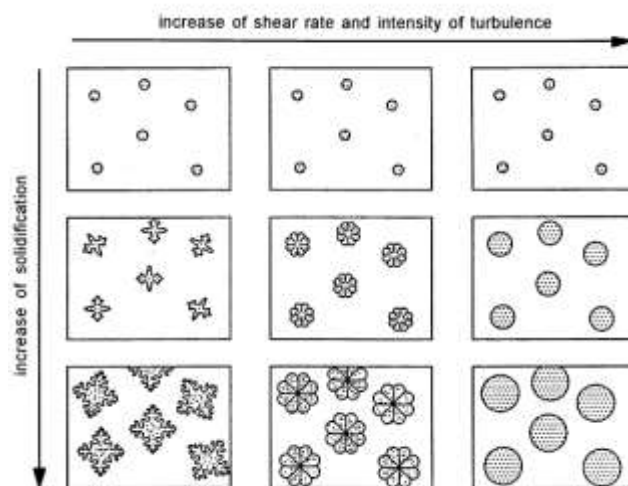 increase of shear rate and intensity of turbulence
increase of solidification